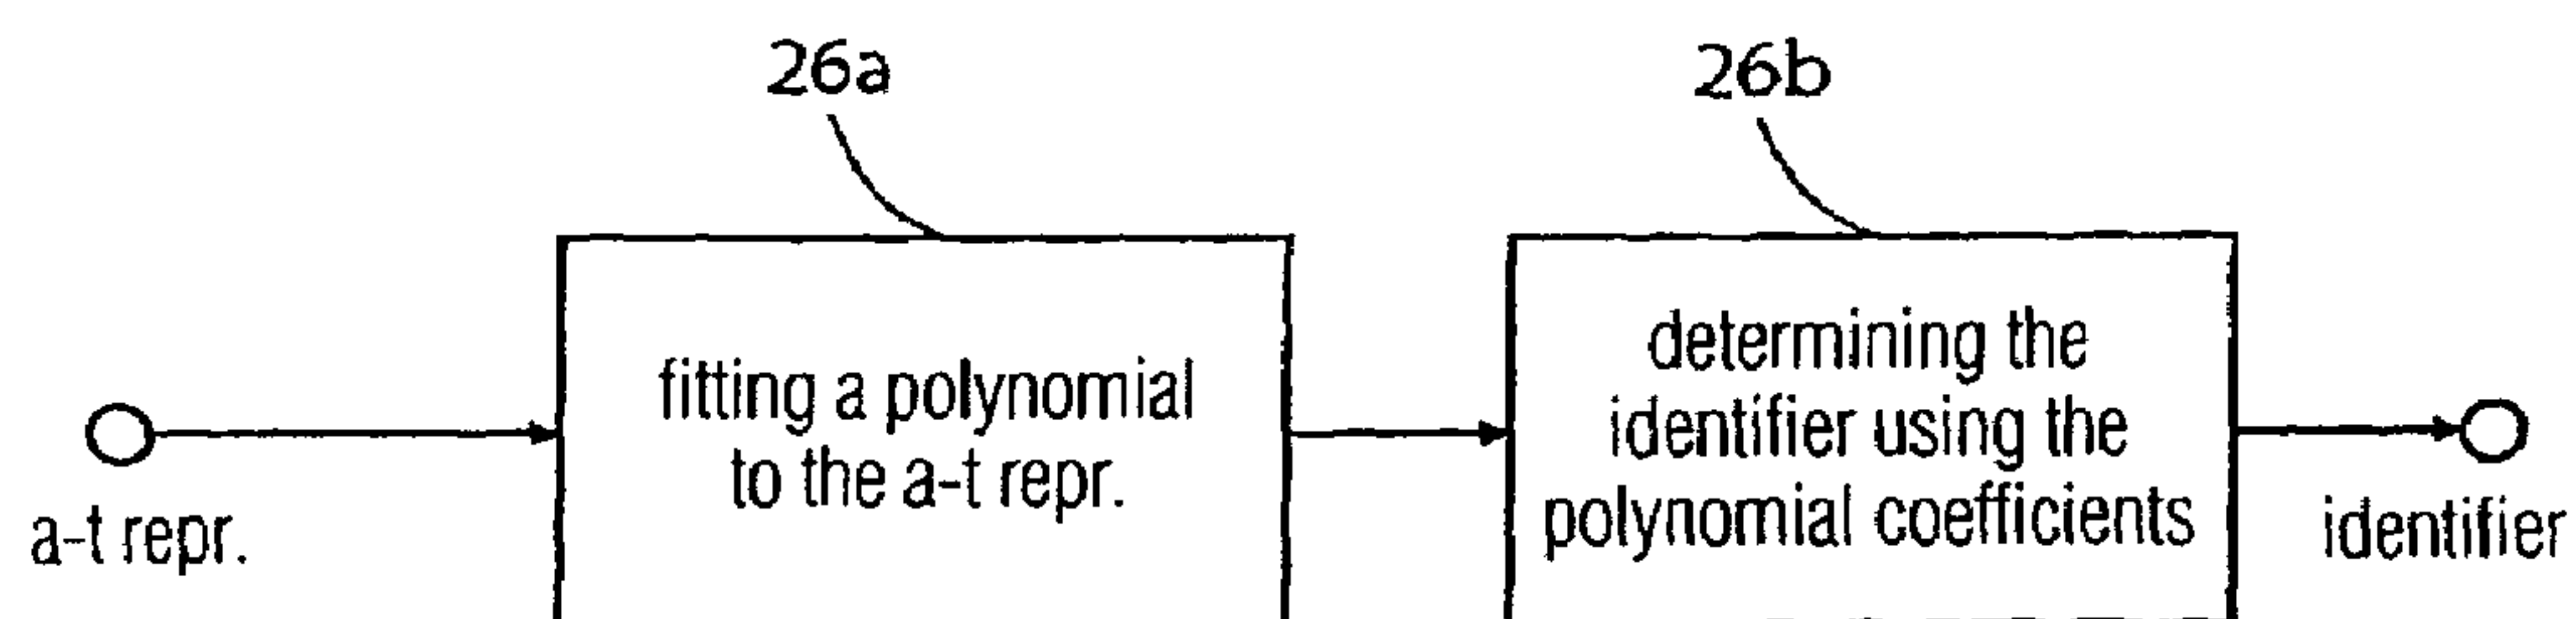 26a
26b
fitting a polynomial
to the a-t repr.
determining the
identifier using the
polynomial coefficients
a-t repr.
identifier